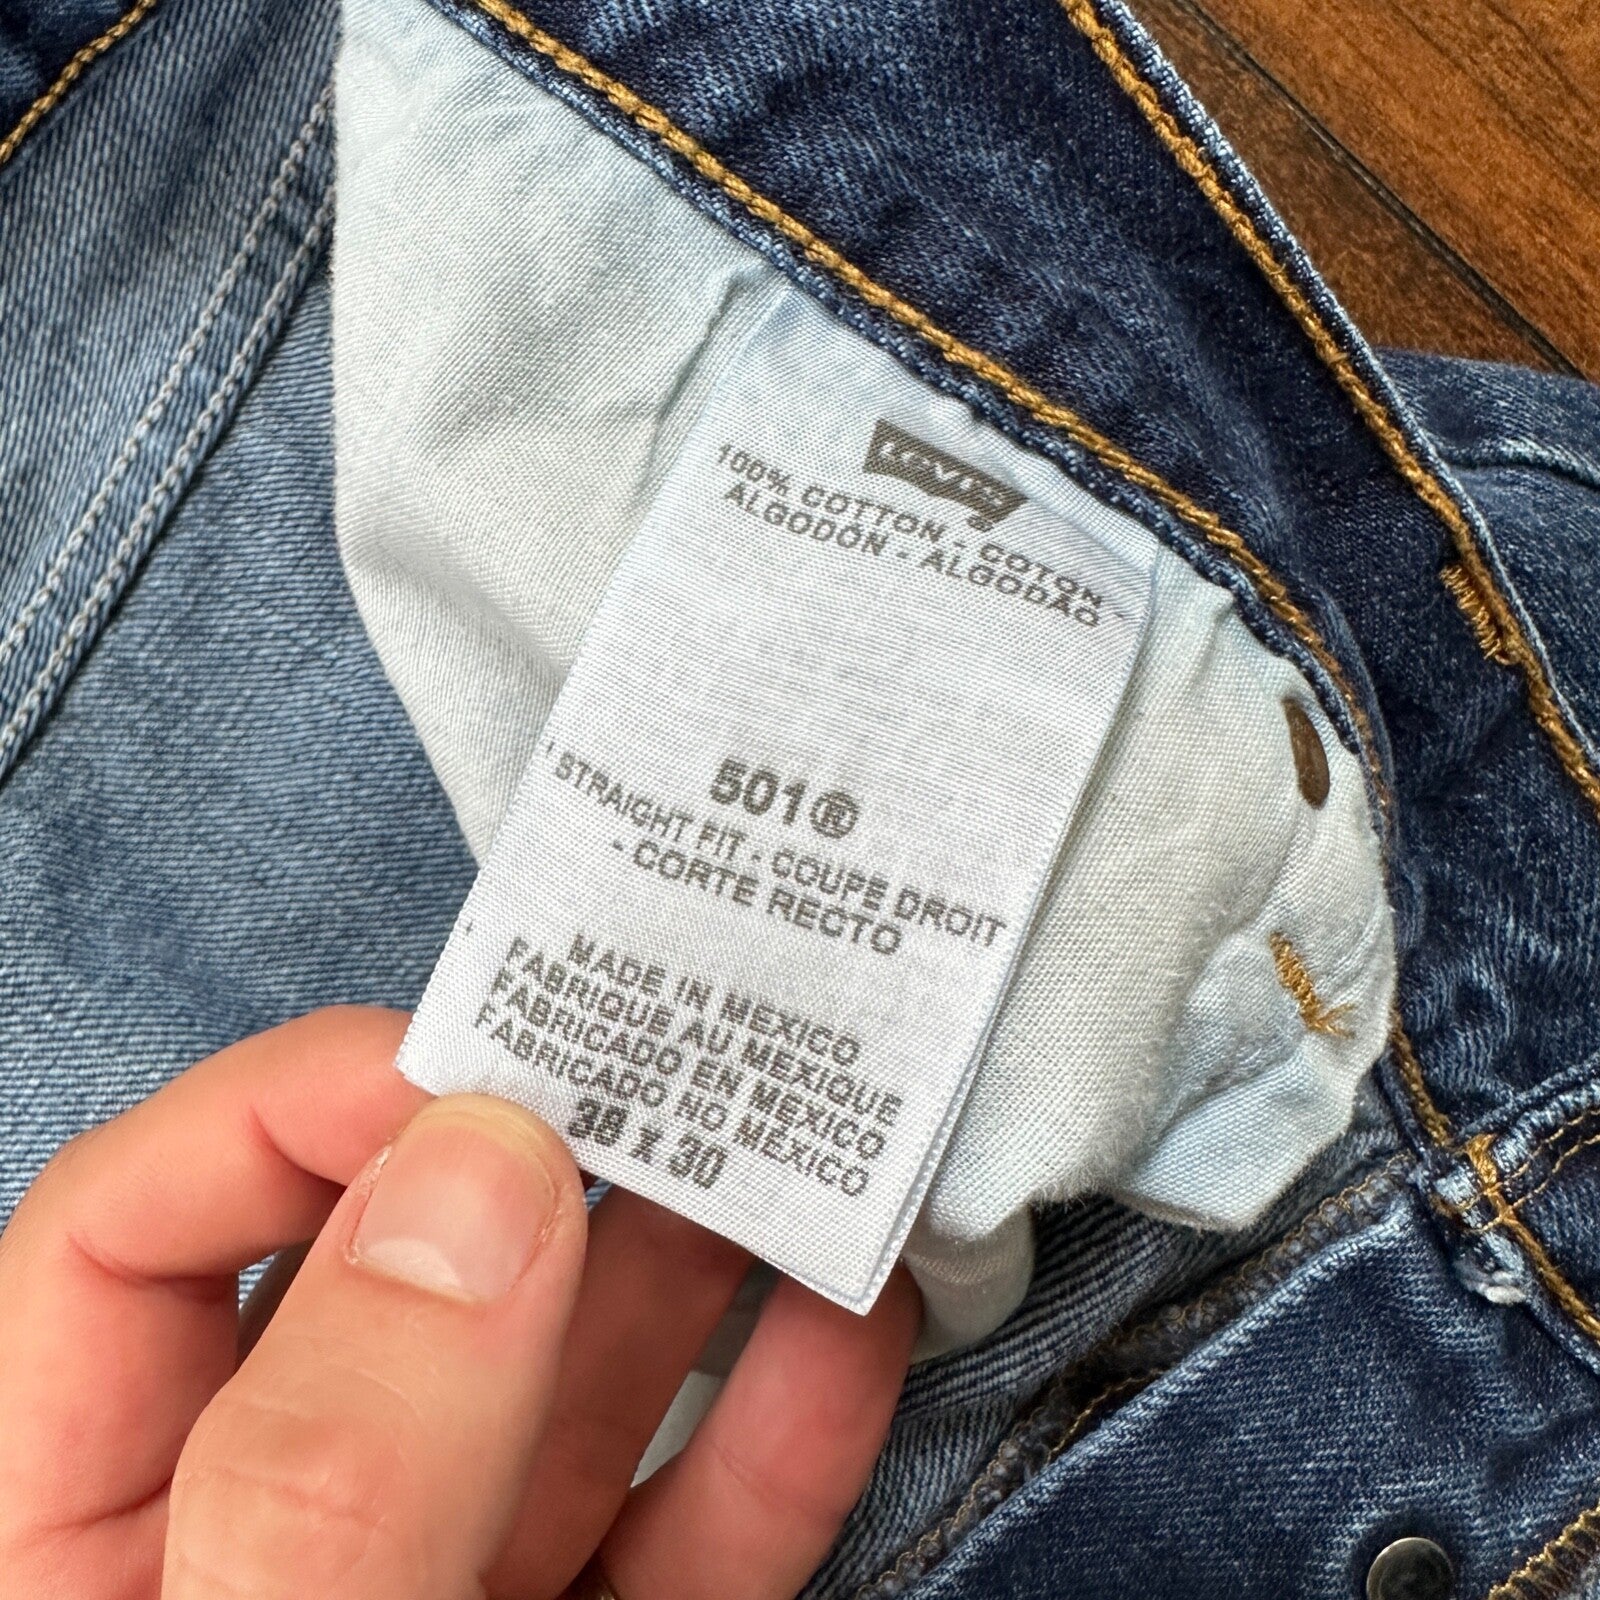 Levi's
100% COTTON - COTON
ALGODÓN - ALGODÃO
501®
STRAIGHT FIT - COUPE DROIT
- CORTE RECTO
MADE IN MEXICO
FABRIQUE AU MEXIQUE
FABRICADO EN MEXICO
FABRICADO NO MÉXICO
38 x 30